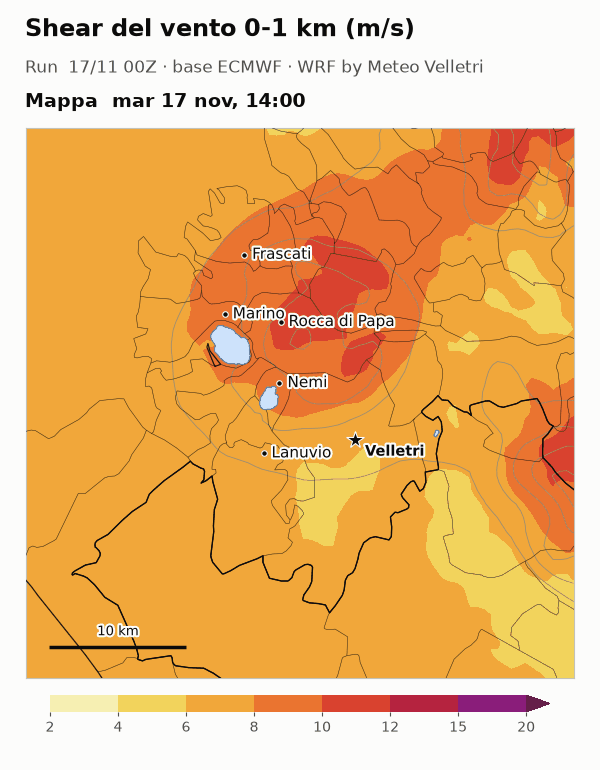 Shear del vento 0-1 km (m/s)
Run  17/11 00Z · base ECMWF · WRF by Meteo Velletri
Mappa  mar 17 nov, 14:00
Frascati
Marino
Rocca di Papa
Nemi
Velletri
Lanuvio
10 km
2 4 6 8 10 12 15 20